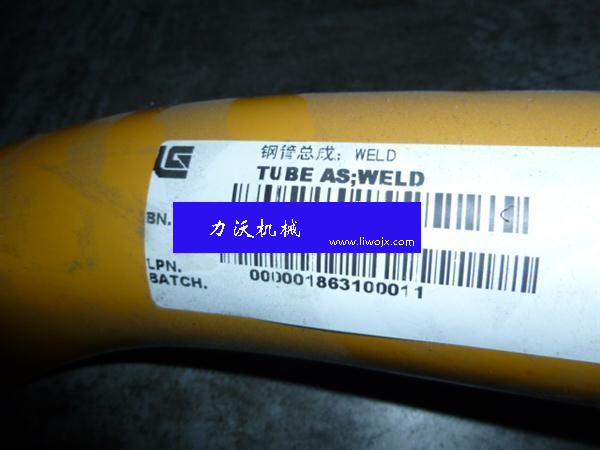 LG
钢管总成; WELD
TUBE AS;WELD
BN.
力沃机械
www.liwojx.com
LPN.
BATCH.
000001863100011